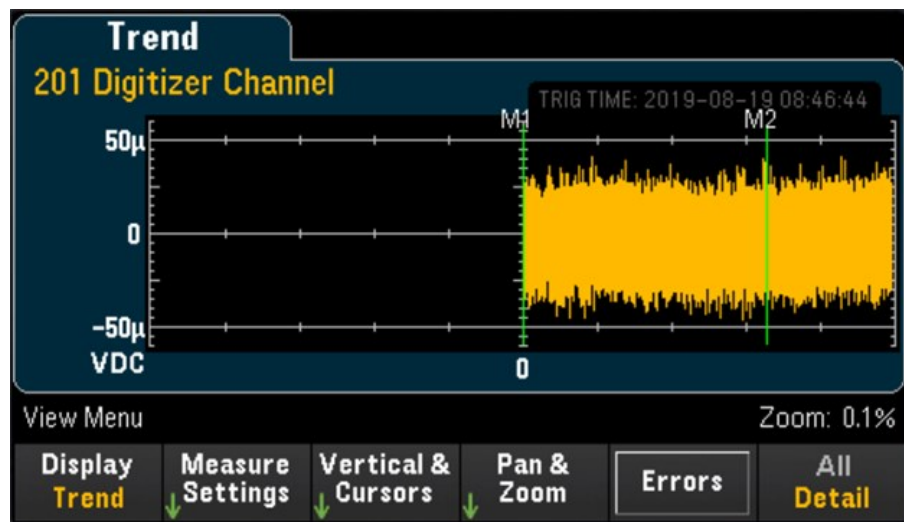 Trend
201 Digitizer Channel
TRIG TIME: 2019-08-19 08:46:44
M1
M2
50µ
0
-50µ
VDC
0
View Menu
Zoom: 0.1%
Display
Trend
Measure
Settings
Vertical &
Cursors
Pan &
Zoom
Errors
All
Detail